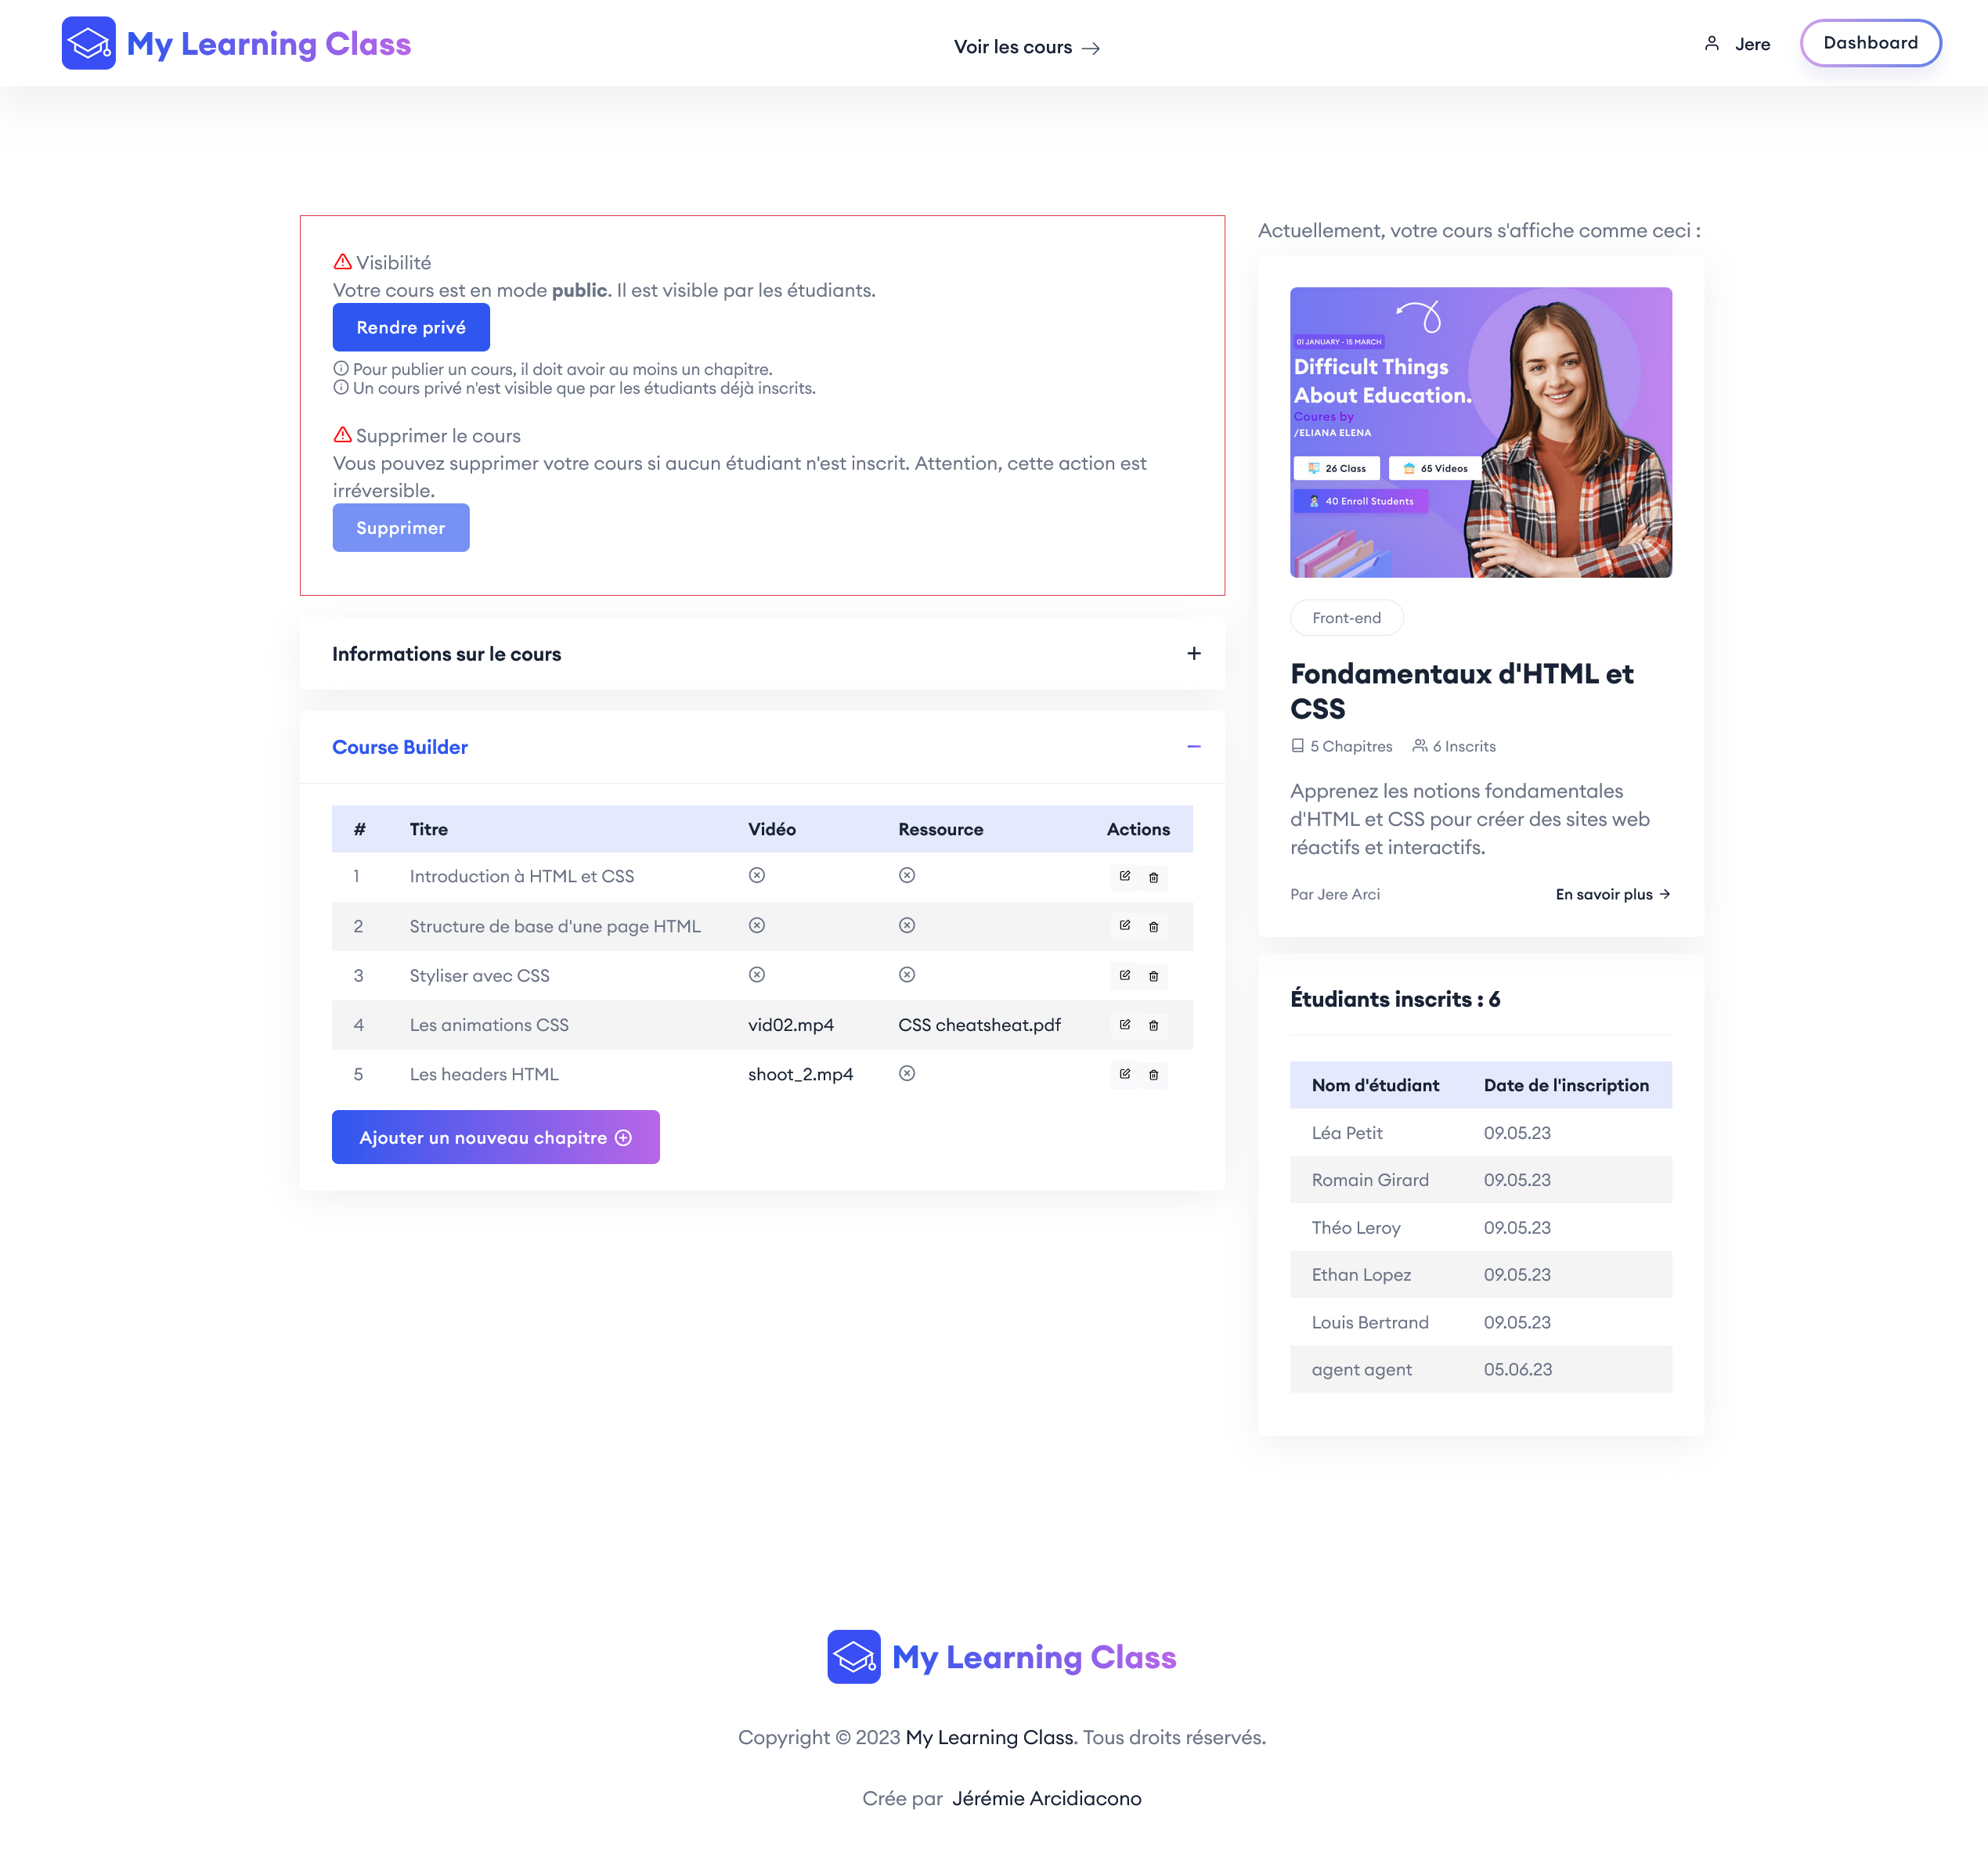 My Learning Class
Voir les cours →
Jere
Dashboard
Visibilité
Votre cours est en mode public. Il est visible par les étudiants.
Rendre privé
Pour publier un cours, il doit avoir au moins un chapitre.
Un cours privé n'est visible que par les étudiants déjà inscrits.
Supprimer le cours
Vous pouvez supprimer votre cours si aucun étudiant n'est inscrit. Attention, cette action est
irréversible.
Supprimer
Informations sur le cours
Course Builder
# Titre Vidéo Ressource Actions
1 Introduction à HTML et CSS
2 Structure de base d'une page HTML
3 Styliser avec CSS
4 Les animations CSS vid02.mp4 CSS cheatsheat.pdf
5 Les headers HTML shoot_2.mp4
Ajouter un nouveau chapitre
Actuellement, votre cours s'affiche comme ceci :
01 JANUARY - 15 MARCH
Difficult Things
About Education.
Coures by
/ELIANA ELENA
26 Class 65 Videos
40 Enroll Students
Front-end
Fondamentaux d'HTML et
CSS
5 Chapitres 6 Inscrits
Apprenez les notions fondamentales
d'HTML et CSS pour créer des sites web
réactifs et interactifs.
Par Jere Arci En savoir plus →
Étudiants inscrits : 6
Nom d'étudiant Date de l'inscription
Léa Petit 09.05.23
Romain Girard 09.05.23
Théo Leroy 09.05.23
Ethan Lopez 09.05.23
Louis Bertrand 09.05.23
agent agent 05.06.23
My Learning Class
Copyright © 2023 My Learning Class. Tous droits réservés.
Crée par Jérémie Arcidiacono